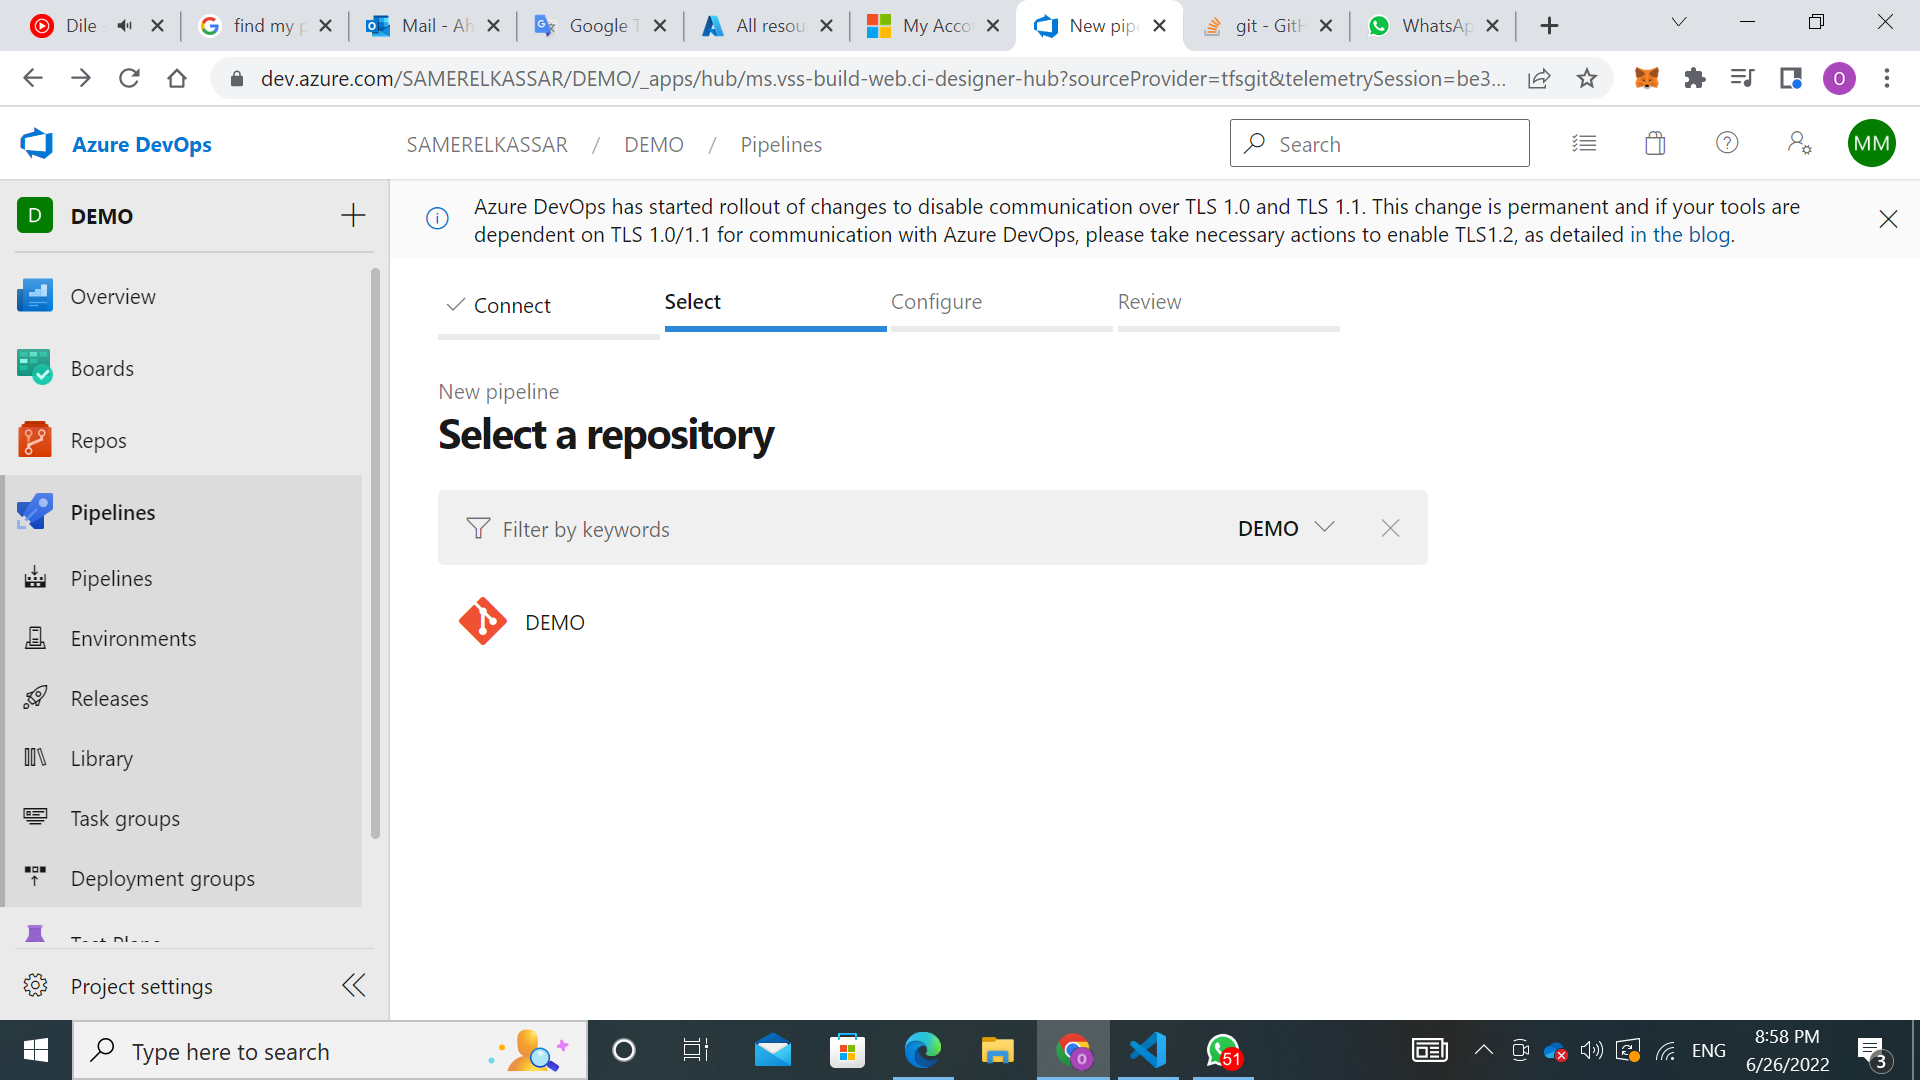 Dile
find my p
Mail - Ah
Google T
All resou
My Acco
New pipe
git - GitH
WhatsAp
dev.azure.com/SAMERELKASSAR/DEMO/_apps/hub/ms.vss-build-web.ci-designer-hub?sourceProvider=tfsgit&telemetrySession=be3...
O
Azure DevOps
SAMERELKASSAR / DEMO / Pipelines
Search
MM
D DEMO
Azure DevOps has started rollout of changes to disable communication over TLS 1.0 and TLS 1.1. This change is permanent and if your tools are
dependent on TLS 1.0/1.1 for communication with Azure DevOps, please take necessary actions to enable TLS1.2, as detailed in the blog.
Overview
Boards
Repos
Pipelines
Pipelines
Environments
Releases
Library
Task groups
Deployment groups
Test Plans
Project settings
Connect
Select
Configure
Review
New pipeline
Select a repository
Filter by keywords
DEMO
DEMO
Type here to search
O
51
ENG
8:58 PM
6/26/2022
3